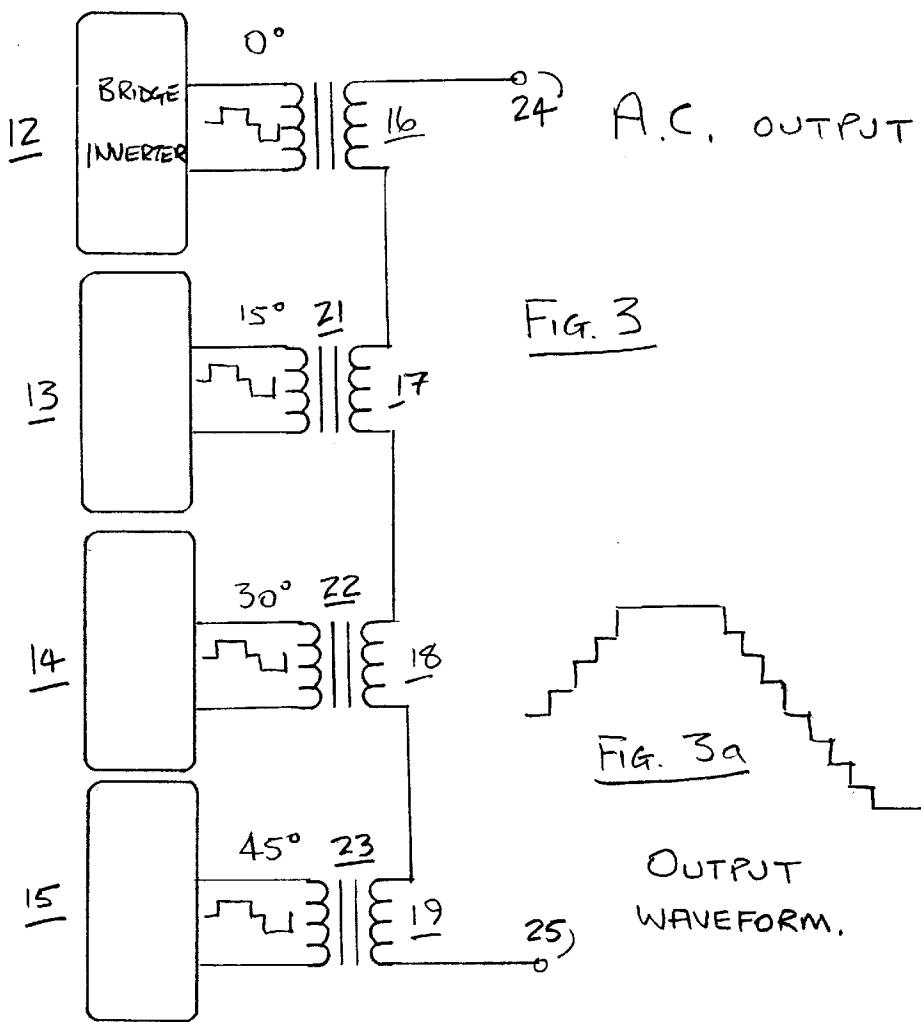 0°
BRIDGE
INVERTER
12
16
24
A.C. OUTPUT
15°
21
13
17
FIG. 3
30°
22
14
18
FIG. 3a
45°
23
15
19
25
OUTPUT
WAVEFORM.